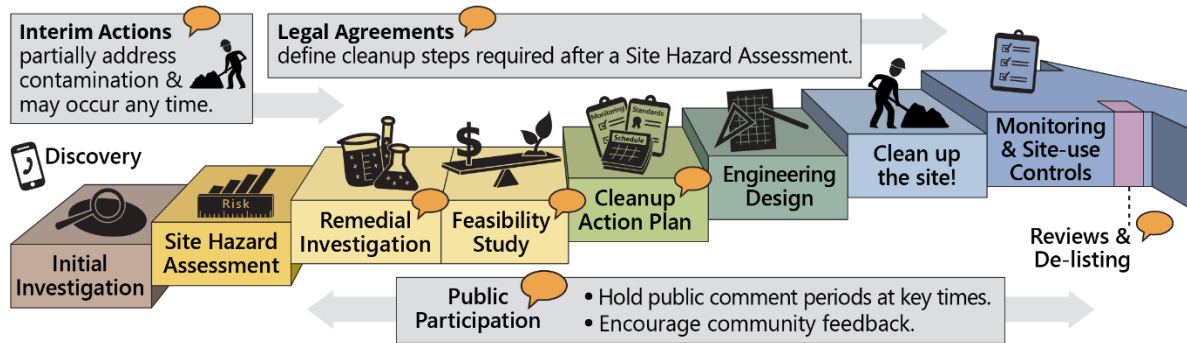 Interim Actions
partially address
contamination &
may occur any time.
Legal Agreements
define cleanup steps required after a Site Hazard Assessment.
Discovery
Initial
Investigation
Risk
Site Hazard
Assessment
Remedial
Investigation
$
Feasibility
Study
Monitoring
Standards
Schedule
Cleanup
Action Plan
Engineering
Design
Clean up
the site!
Monitoring
& Site-use
Controls
Reviews &
De-listing
Public
Participation
• Hold public comment periods at key times.
• Encourage community feedback.